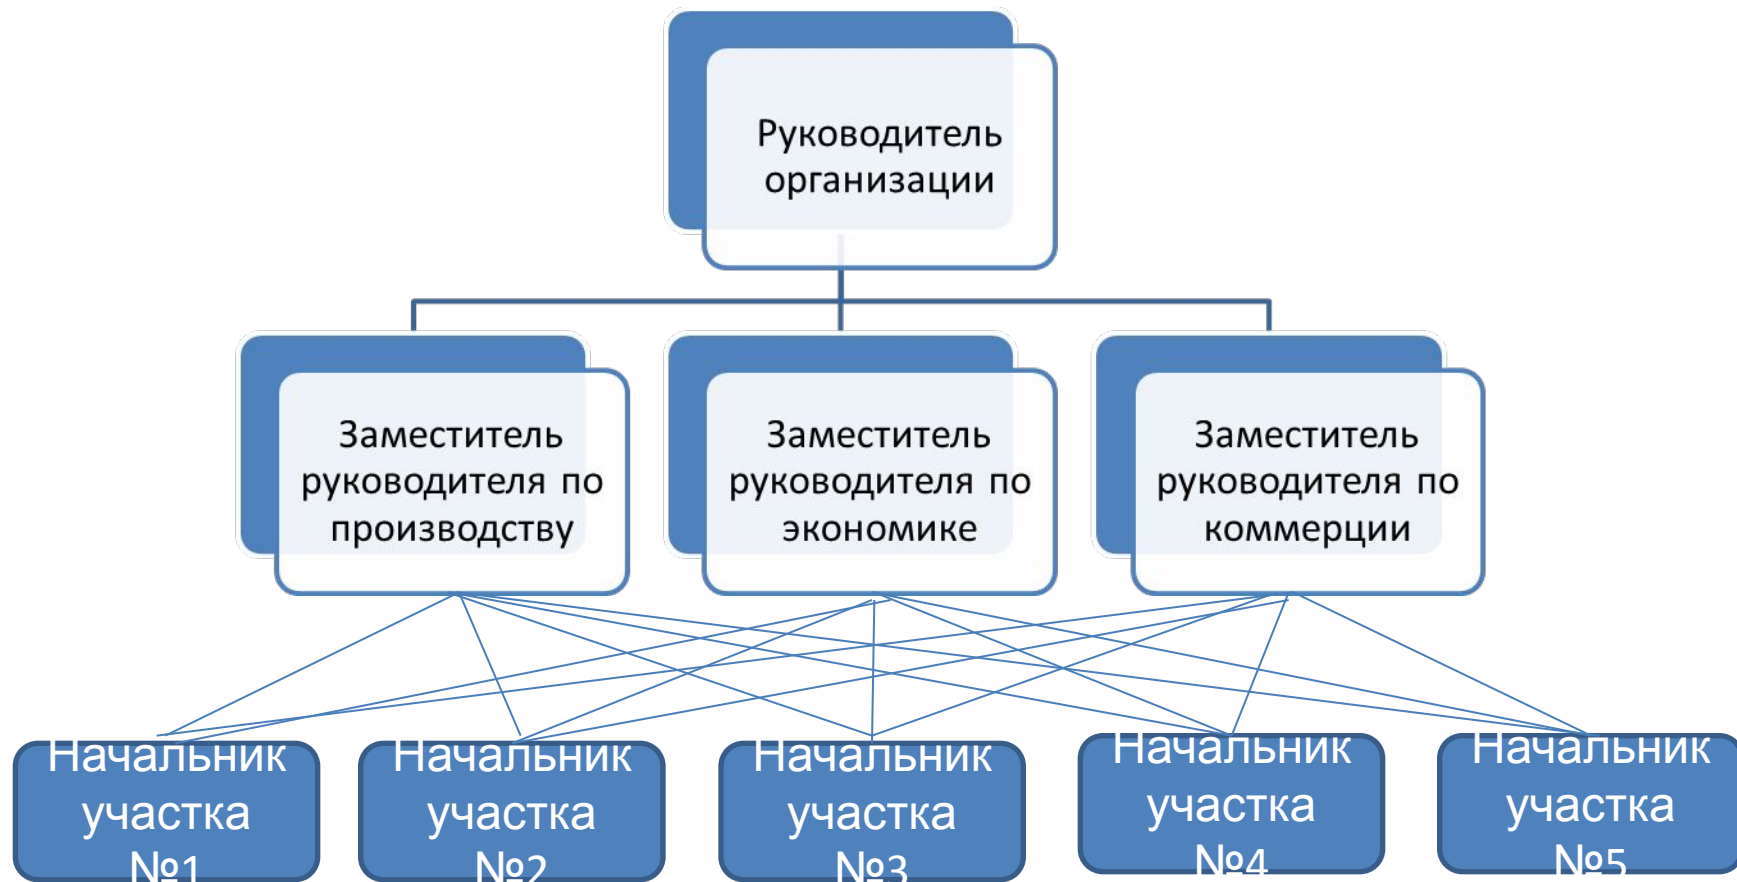 Руководитель
организации
Заместитель
руководителя по
производству
Заместитель
руководителя по
экономике
Заместитель
руководителя по
коммерции
Начальник
участка
№1
Начальник
участка
№2
Начальник
участка
№3
Начальник
участка
№4
Начальник
участка
№5